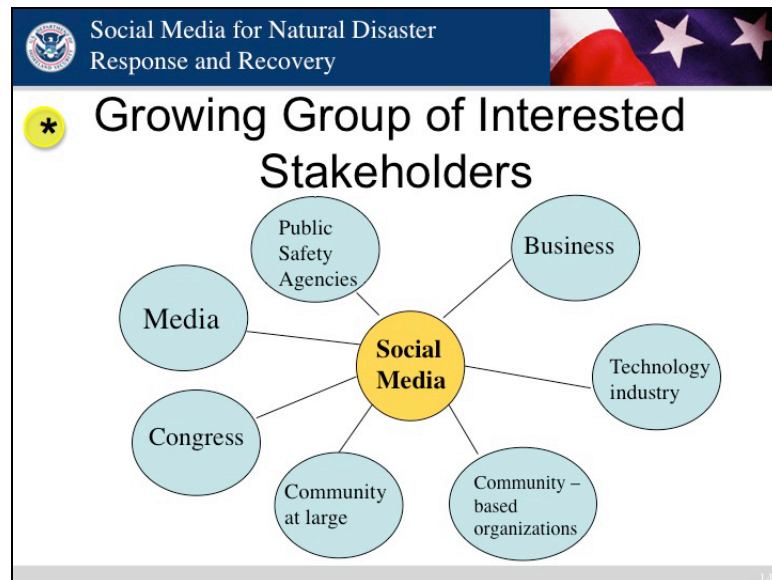 Social Media for Natural Disaster
Response and Recovery
*
Growing Group of Interested
Stakeholders
Public
Safety
Agencies
Business
Media
Social
Media
Technology
industry
Congress
Community
at large
Community –
based
organizations